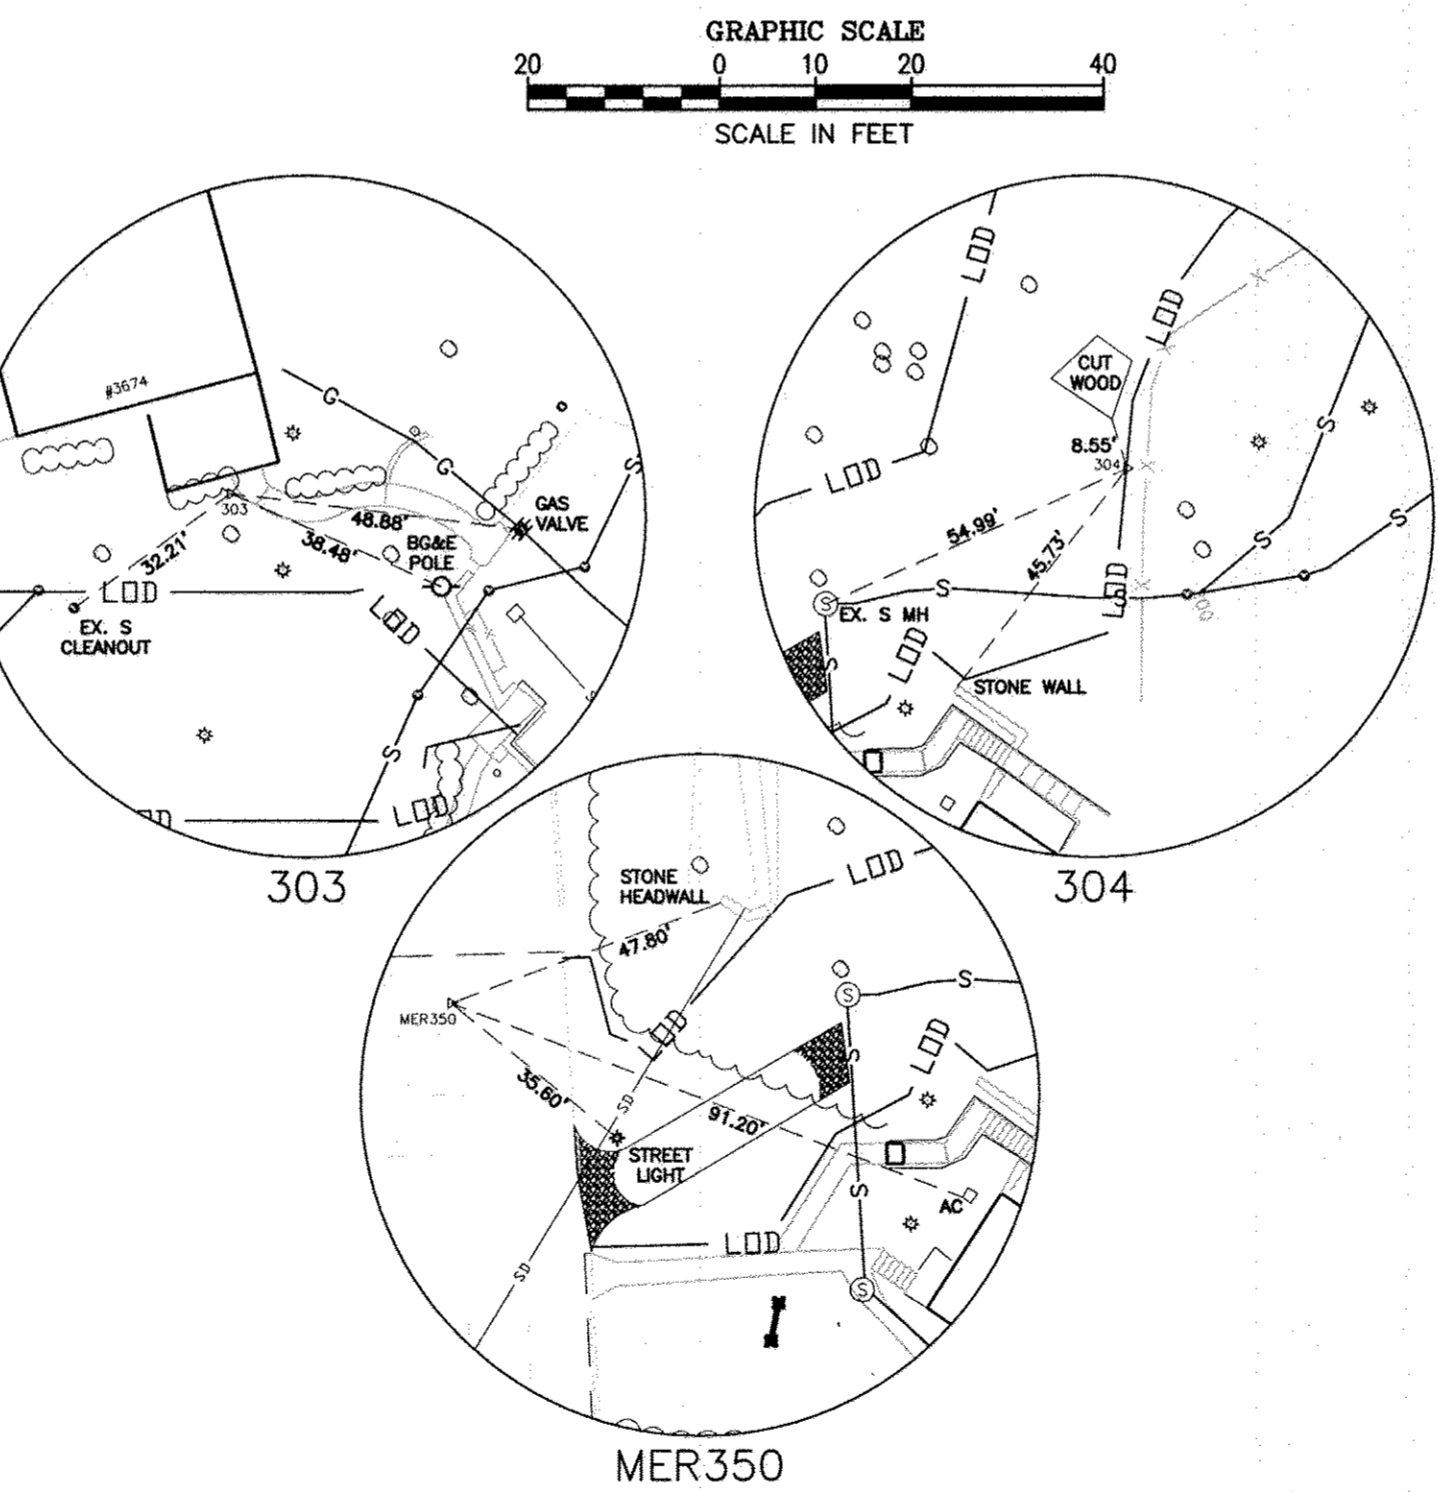 GRAPHIC SCALE
20 0 10 20 40
SCALE IN FEET
#3674
G
G
S
GAS
VALVE
303
48.88'
38.48'
32.21'
BG&E
POLE
LOD
LOD
EX. S
CLEANOUT
S
LOD
303
LOD
LOD
CUT
WOOD
S
8.55'
304
LOD
54.99'
45.73'
S
S
S
LOD
S
EX. S MH
LOD
S
STONE WALL
304
STONE
HEADWALL
LOD
47.80'
S
S
MER350
LOD
LOD
S
35.60'
SD
91.20'
STREET
LIGHT
S
AC
LOD
SD
S
MER350